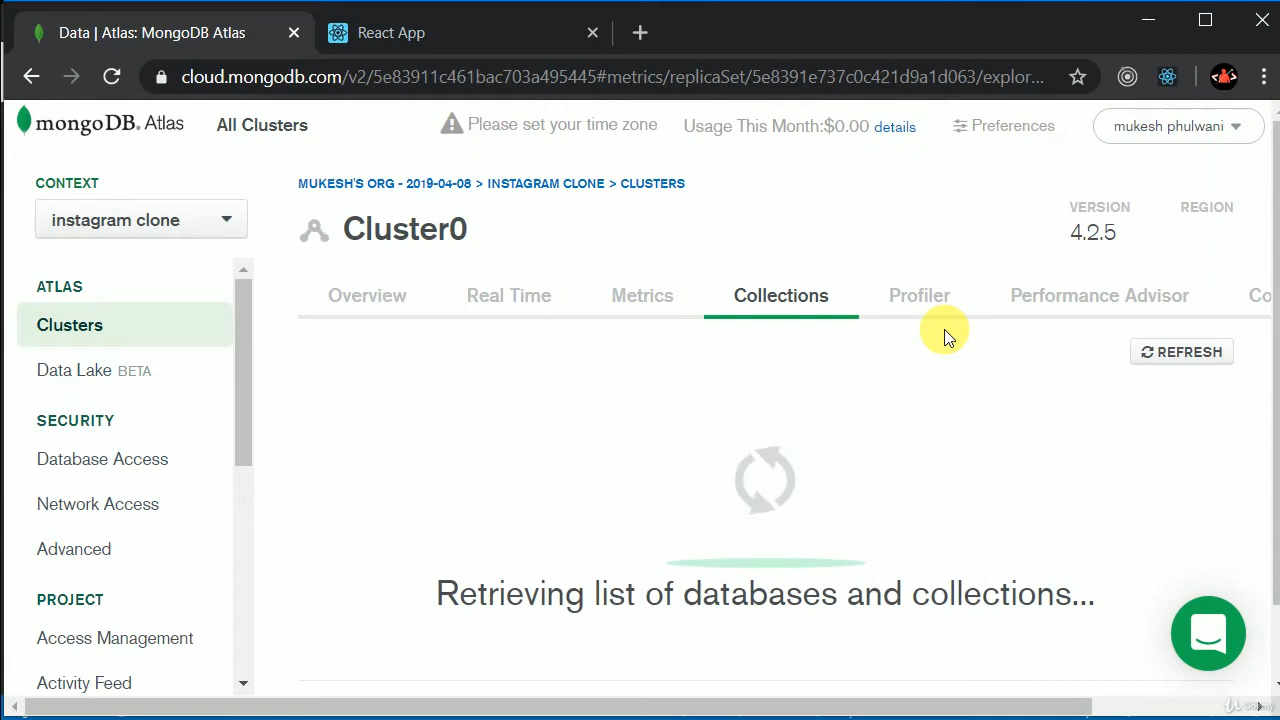 Data | Atlas: MongoDB Atlas
React App
cloud.mongodb.com/v2/5e83911c461bac703a495445#metrics/replicaSet/5e8391e737c0c421d9a1d063/explor...
mongoDB. Atlas
All Clusters
Please set your time zone
Usage This Month:$0.00 details
Preferences
mukesh phulwani
CONTEXT
instagram clone
ATLAS
Clusters
Data Lake BETA
SECURITY
Database Access
Network Access
Advanced
PROJECT
Access Management
Activity Feed
MUKESH'S ORG - 2019-04-08 > INSTAGRAM CLONE > CLUSTERS
Cluster0
VERSION
4.2.5
REGION
Overview
Real Time
Metrics
Collections
Profiler
Performance Advisor
Co
REFRESH
Retrieving list of databases and collections...
Udemy